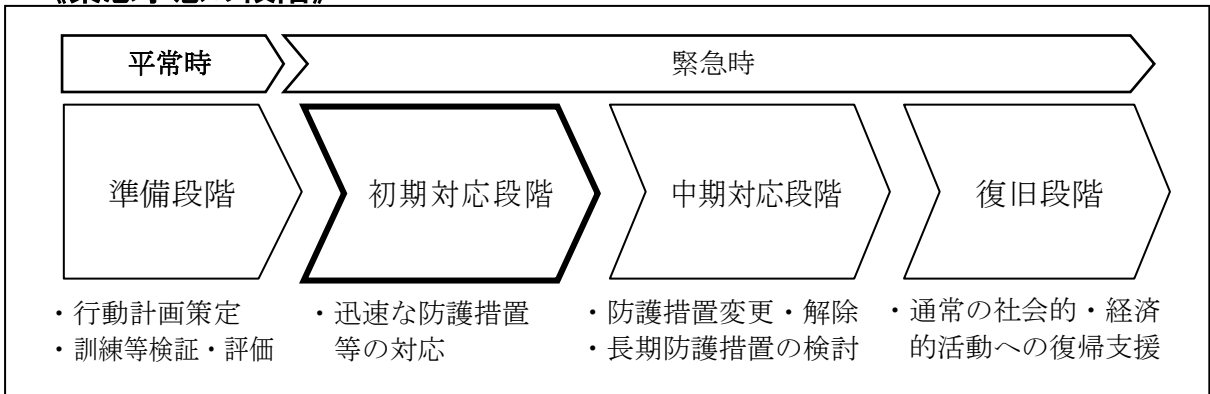 平常時
緊急時
準備段階
初期対応段階
中期対応段階
復旧段階
・行動計画策定
・訓練等検証・評価
・迅速な防護措置
等の対応
・防護措置変更・解除
・長期防護措置の検討
・通常の社会的・経済
的活動への復帰支援